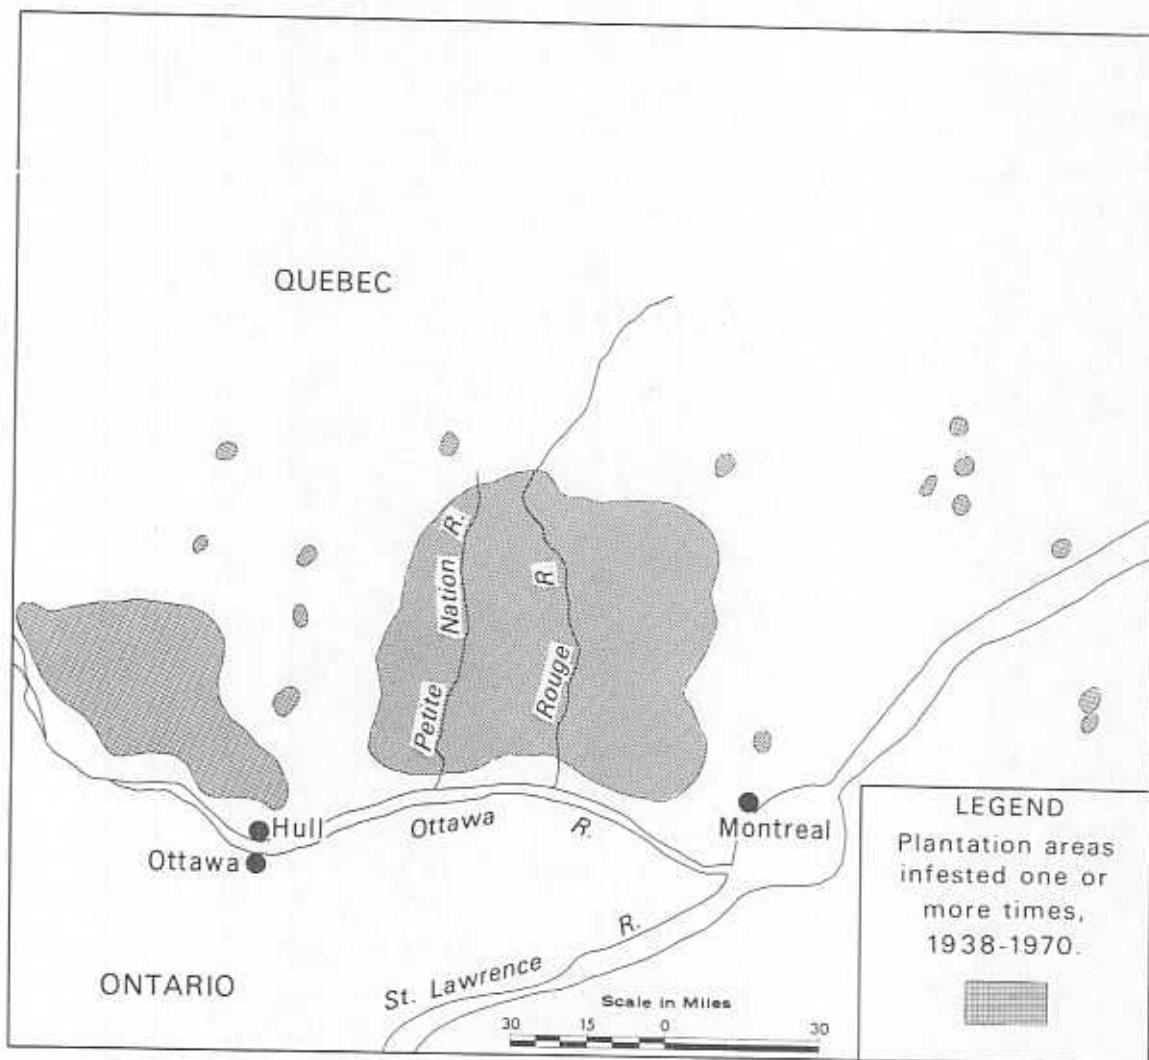 QUEBEC
Petite Nation R.
Rouge R.
Hull
Ottawa R.
Montreal
Ottawa
ONTARIO
St. Lawrence R.
Scale in Miles
30 15 0 30
LEGEND
Plantation areas
infested one or
more times,
1938-1970.